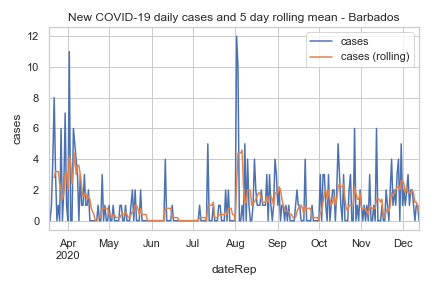 New COVID-19 daily cases and 5 day rolling mean - Barbados
cases
cases (rolling)
12
10
8
6
4
2
0
cases
Apr May Jun Jul Aug Sep Oct Nov Dec
2020
dateRep